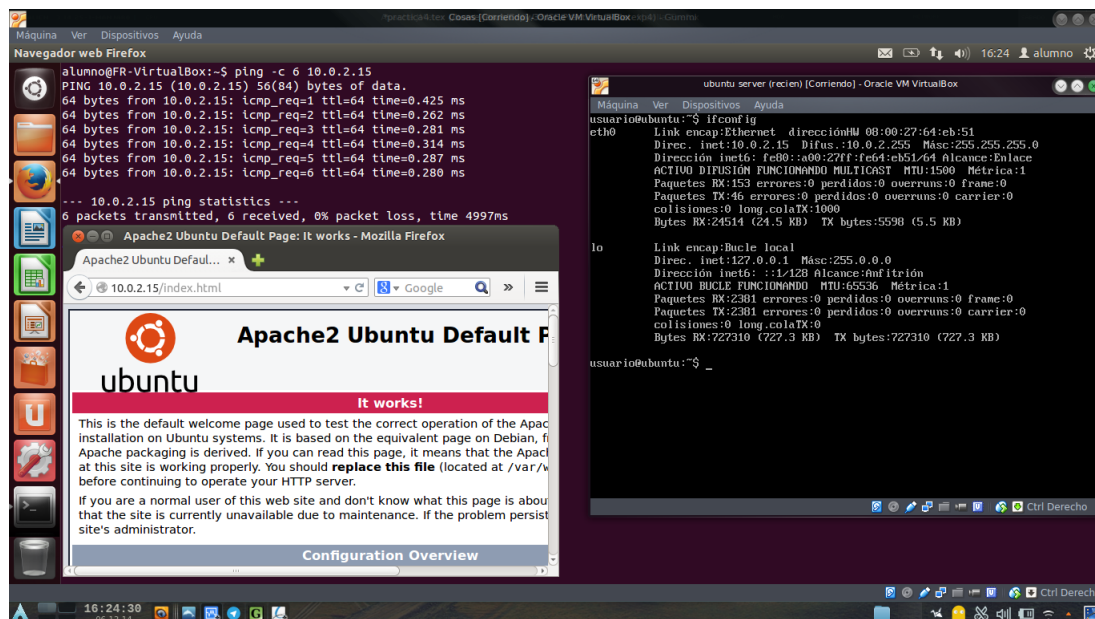 *practica4.tex Cosas [Corriendo] - Oracle VM VirtualBox exp4) - Gummi
Máquina Ver Dispositivos Ayuda
Navegador web Firefox
16:24 alumno
alumno@FR-VirtualBox:~$ ping -c 6 10.0.2.15
PING 10.0.2.15 (10.0.2.15) 56(84) bytes of data.
64 bytes from 10.0.2.15: icmp_req=1 ttl=64 time=0.425 ms
64 bytes from 10.0.2.15: icmp_req=2 ttl=64 time=0.262 ms
64 bytes from 10.0.2.15: icmp_req=3 ttl=64 time=0.281 ms
64 bytes from 10.0.2.15: icmp_req=4 ttl=64 time=0.314 ms
64 bytes from 10.0.2.15: icmp_req=5 ttl=64 time=0.287 ms
64 bytes from 10.0.2.15: icmp_req=6 ttl=64 time=0.280 ms
--- 10.0.2.15 ping statistics ---
6 packets transmitted, 6 received, 0% packet loss, time 4997ms
Apache2 Ubuntu Default Page: It works - Mozilla Firefox
Apache2 Ubuntu Defaul...
10.0.2.15/index.html
Google
ubuntu
Apache2 Ubuntu Default P
It works!
This is the default welcome page used to test the correct operation of the Apac
installation on Ubuntu systems. It is based on the equivalent page on Debian, f
Apache packaging is derived. If you can read this page, it means that the Apac
at this site is working properly. You should replace this file (located at /var/w
before continuing to operate your HTTP server.
If you are a normal user of this web site and don't know what this page is abou
that the site is currently unavailable due to maintenance. If the problem persist
site's administrator.
Configuration Overview
ubuntu server (recien) [Corriendo] - Oracle VM VirtualBox
Máquina Ver Dispositivos Ayuda
usuario@ubuntu:~$ ifconfig
eth0 Link encap:Ethernet direcciónHW 08:00:27:64:eb:51
Direc. inet:10.0.2.15 Difus.:10.0.2.255 Másc:255.255.255.0
Dirección inet6: fe80::a00:27ff:fe64:eb51/64 Alcance:Enlace
ACTIVO DIFUSIÓN FUNCIONANDO MULTICAST MTU:1500 Métrica:1
Paquetes RX:153 errores:0 perdidos:0 overruns:0 frame:0
Paquetes TX:46 errores:0 perdidos:0 overruns:0 carrier:0
colisiones:0 long.colaTX:1000
Bytes RX:24514 (24.5 KB) TX bytes:5598 (5.5 KB)
lo Link encap:Bucle local
Direc. inet:127.0.0.1 Másc:255.0.0.0
Dirección inet6: ::1/128 Alcance:Anfitrión
ACTIVO BUCLE FUNCIONANDO MTU:65536 Métrica:1
Paquetes RX:2381 errores:0 perdidos:0 overruns:0 frame:0
Paquetes TX:2381 errores:0 perdidos:0 overruns:0 carrier:0
colisiones:0 long.colaTX:0
Bytes RX:727310 (727.3 KB) TX bytes:727310 (727.3 KB)
usuario@ubuntu:~$ _
Ctrl Derecho
Ctrl Derech
16:24:30